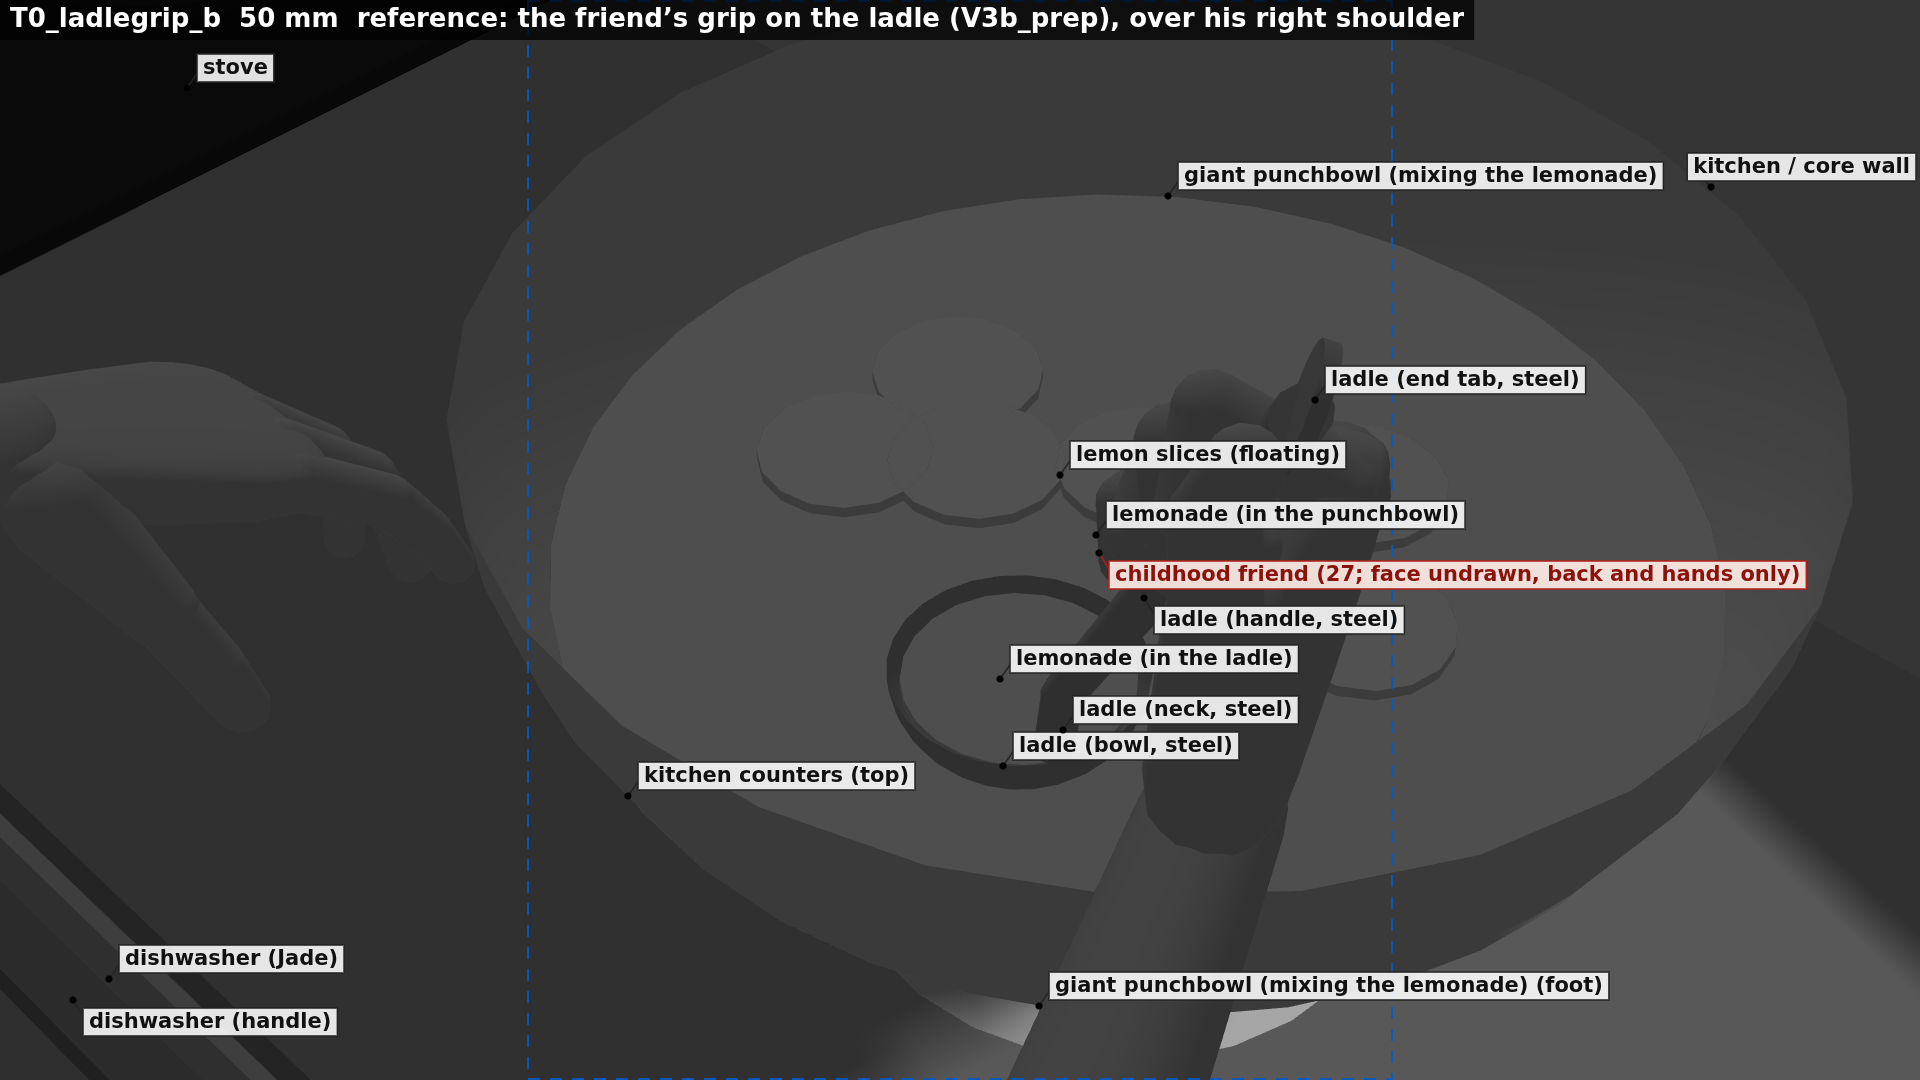 T0_ladlegrip_b  50 mm  reference: the friend’s grip on the ladle (V3b_prep), over his right shoulder
stove
kitchen / core wall
giant punchbowl (mixing the lemonade)
ladle (end tab, steel)
lemon slices (floating)
lemonade (in the punchbowl)
childhood friend (27; face undrawn, back and hands only)
ladle (handle, steel)
lemonade (in the ladle)
ladle (neck, steel)
ladle (bowl, steel)
kitchen counters (top)
dishwasher (Jade)
giant punchbowl (mixing the lemonade) (foot)
dishwasher (handle)